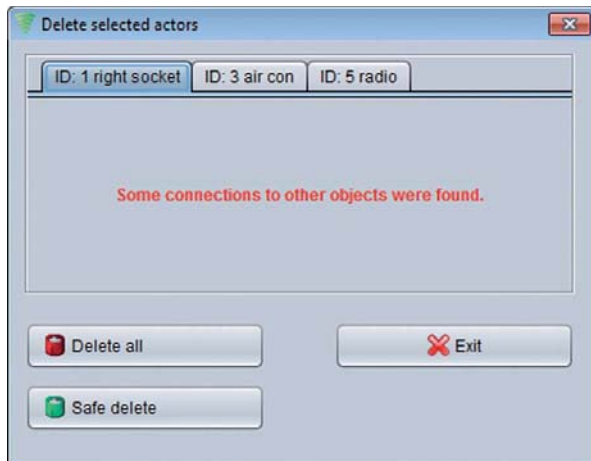 Delete selected actors
ID: 1 right socket ID: 3 air con ID: 5 radio
Some connections to other objects were found.
Delete all Exit
Safe delete